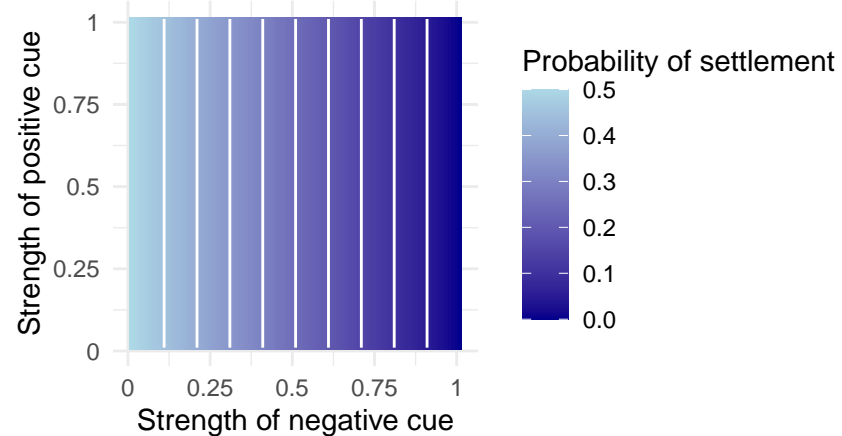 Strength of positive cue
1
0.75
0.5
0.25
0
0 0.25 0.5 0.75 1
Strength of negative cue
Probability of settlement
0.5
0.4
0.3
0.2
0.1
0.0